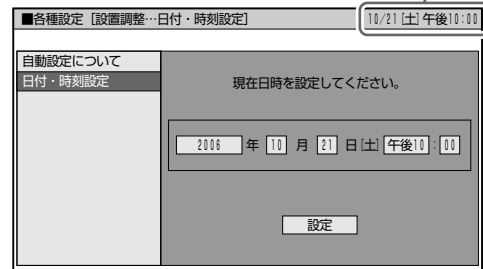 ■各種設定［設置調整…日付・時刻設定］ 10/21［土］午後10:00
自動設定について
日付・時刻設定
現在日時を設定してください。
2006 年 10 月 21 日［土］午後10：00
設定